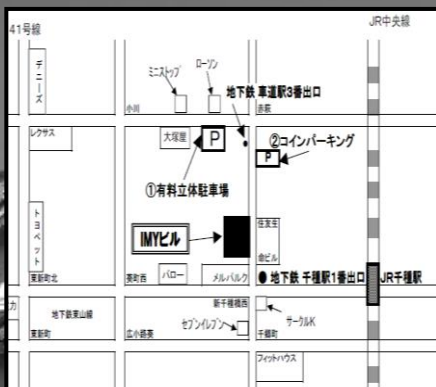 41号線
JR中央線
デニーズ
ミニストップ
ローソン
地下鉄 車道駅3番出口
小川
赤萩
レクサス
大塚屋
P
②コインパーキング
P
①有料立体駐車場
トヨペット
IMYビル
住友生
命ビル
東新町北
葵町西
バロー
メルパルク
● 地下鉄 千種駅1番出口
JR千種駅
カ
地下鉄東山線
新千種橋西
東新町
広小路葵
セブンイレブン
サークルK
千郷町
フィットハウス